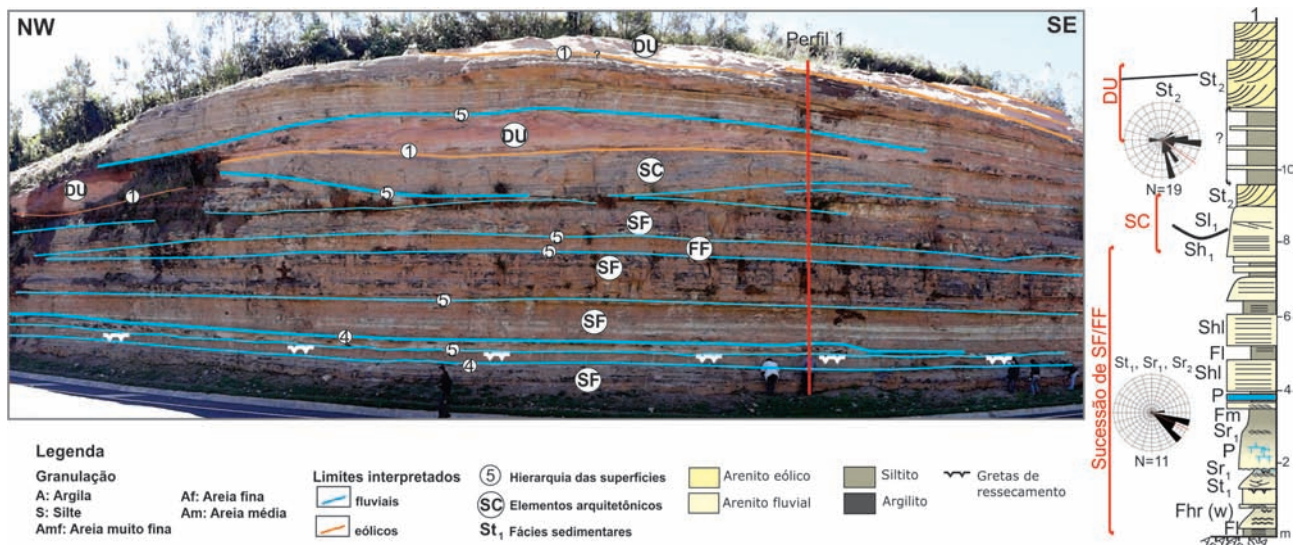 NW
SE
DU
1
?
Perfil 1
5
DU
1
SC
DU
1
5
SF
5
FF
5
SF
5
SF
4
5
4
SF
Legenda
Granulação
A: Argila
S: Silte
Amf: Areia muito fina
Af: Areia fina
Am: Areia média
Limites interpretados
fluviais
eólicos
5 Hierarquia das superfícies
SC Elementos arquitetônicos
St1 Fácies sedimentares
Arenito eólico
Arenito fluvial
Siltito
Argilito
Gretas de
ressecamento
1
DU
St2
St2
?
N=19
10
St2
SC
Sl1
8
Sh1
Sucessão de SF/FF
6
Shl
Fl
Shl
St1, Sr1, Sr2
P
4
Fm
Sr1
P
N=11
2
Sr1
St1
Fhr (w)
Fl
m